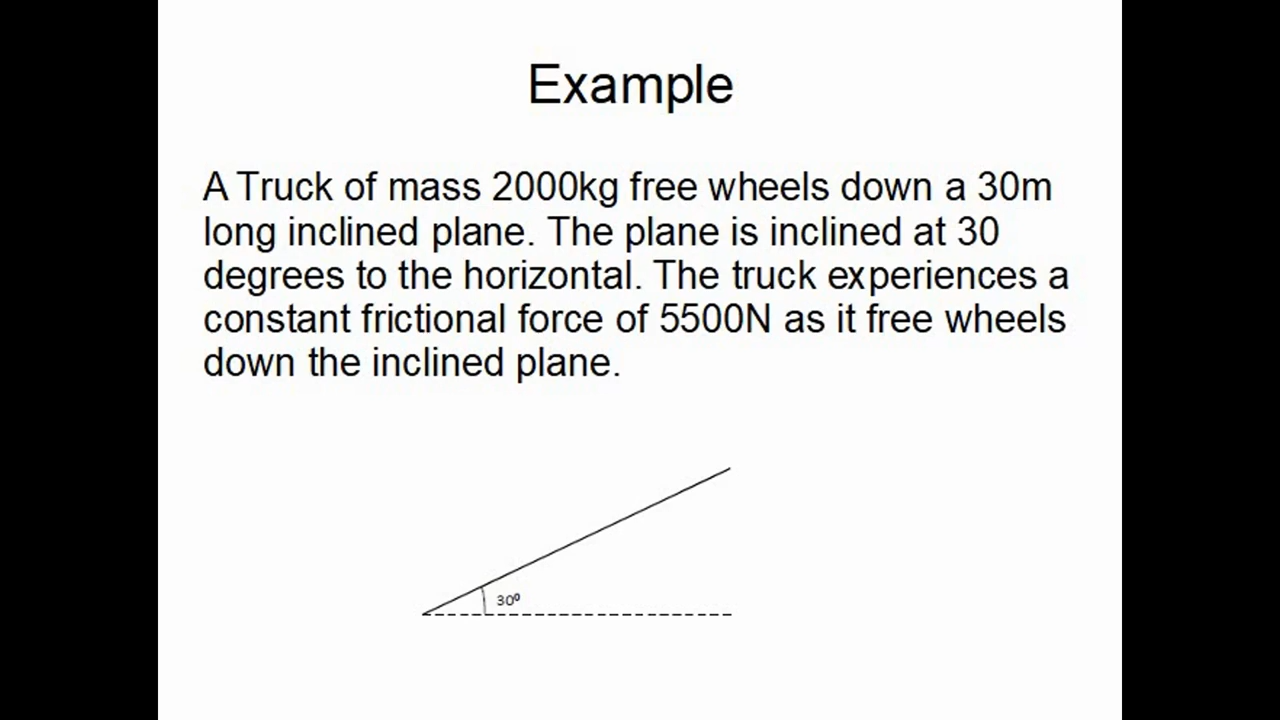 Example
A Truck of mass 2000kg free wheels down a 30m
long inclined plane. The plane is inclined at 30
degrees to the horizontal. The truck experiences a
constant frictional force of 5500N as it free wheels
down the inclined plane.
30⁰